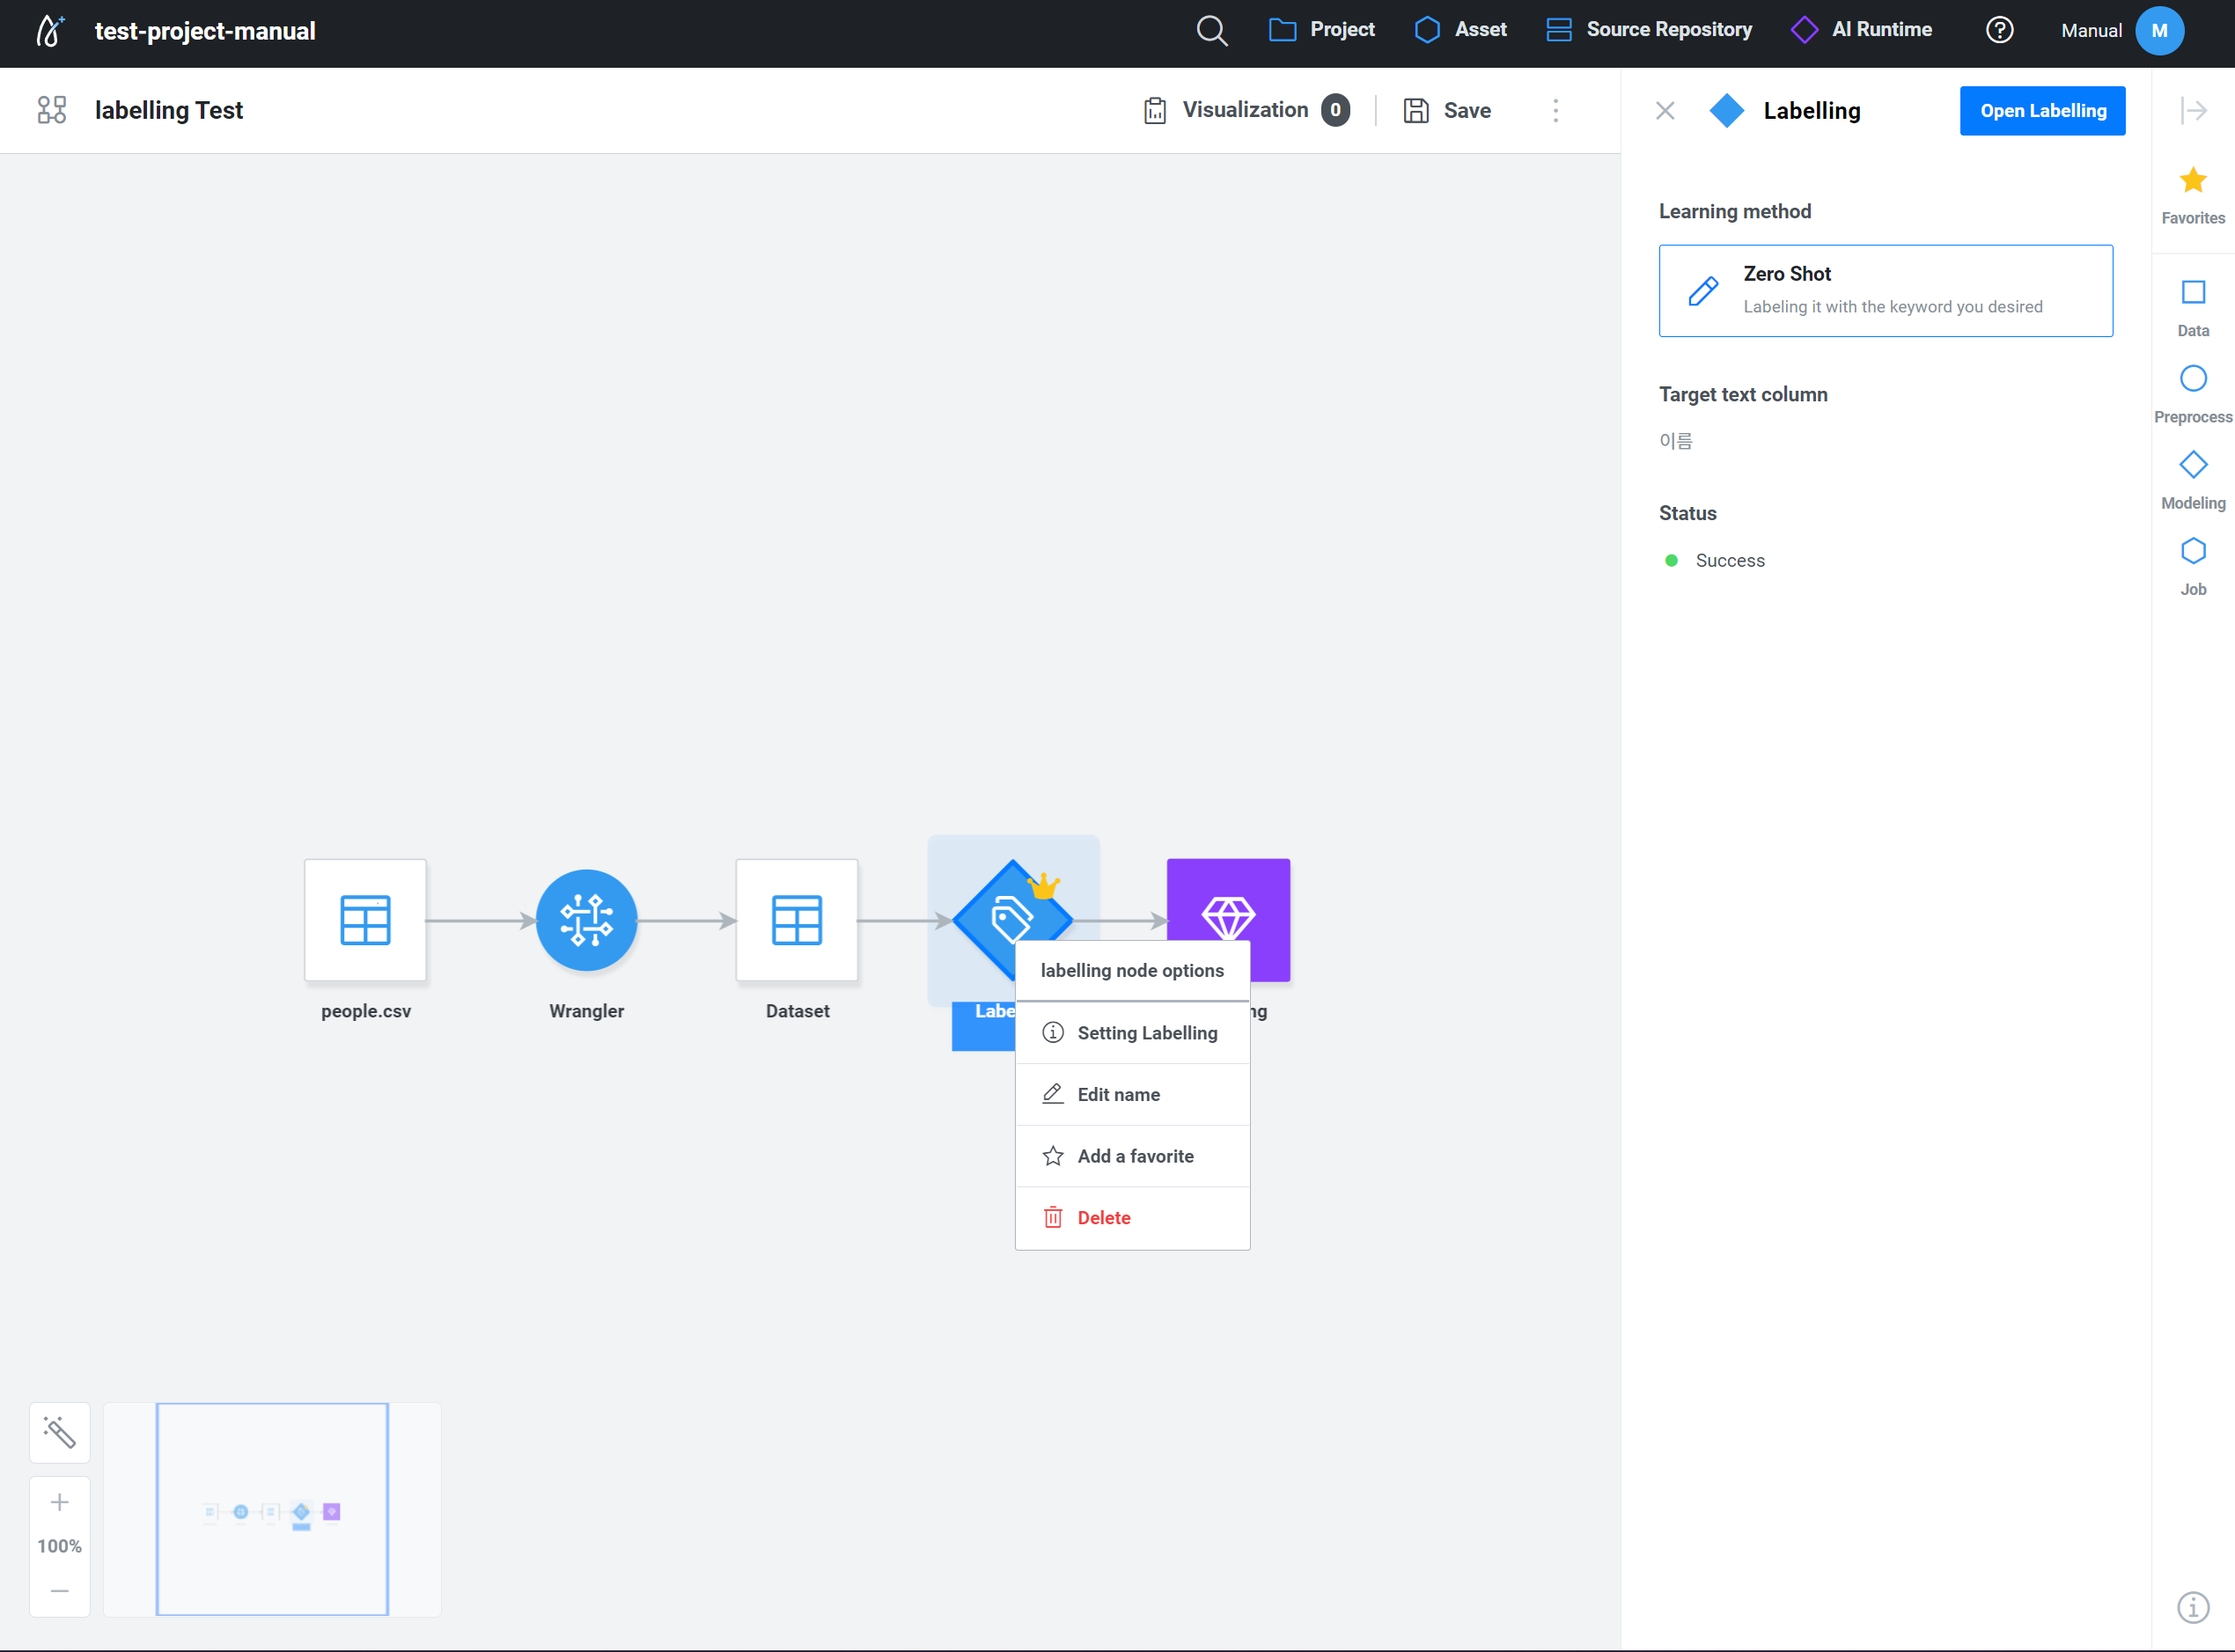 test-project-manual
Project
Asset
Source Repository
AI Runtime
Manual
M
labelling Test
Visualization
0
Save
Labelling
Open Labelling
Learning method
Zero Shot
Labeling it with the keyword you desired
Target text column
이름
Status
Success
Favorites
Data
Preprocess
Modeling
Job
people.csv
Wrangler
Dataset
labelling node options
Setting Labelling
Edit name
Add a favorite
Delete
100%